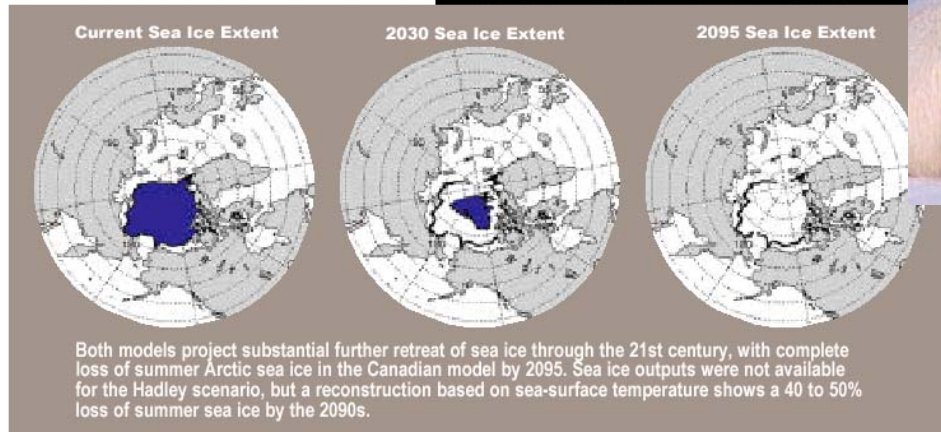 Current Sea Ice Extent
2030 Sea Ice Extent
2095 Sea Ice Extent
Both models project substantial further retreat of sea ice through the 21st century, with complete
loss of summer Arctic sea ice in the Canadian model by 2095. Sea ice outputs were not available
for the Hadley scenario, but a reconstruction based on sea-surface temperature shows a 40 to 50%
loss of summer sea ice by the 2090s.